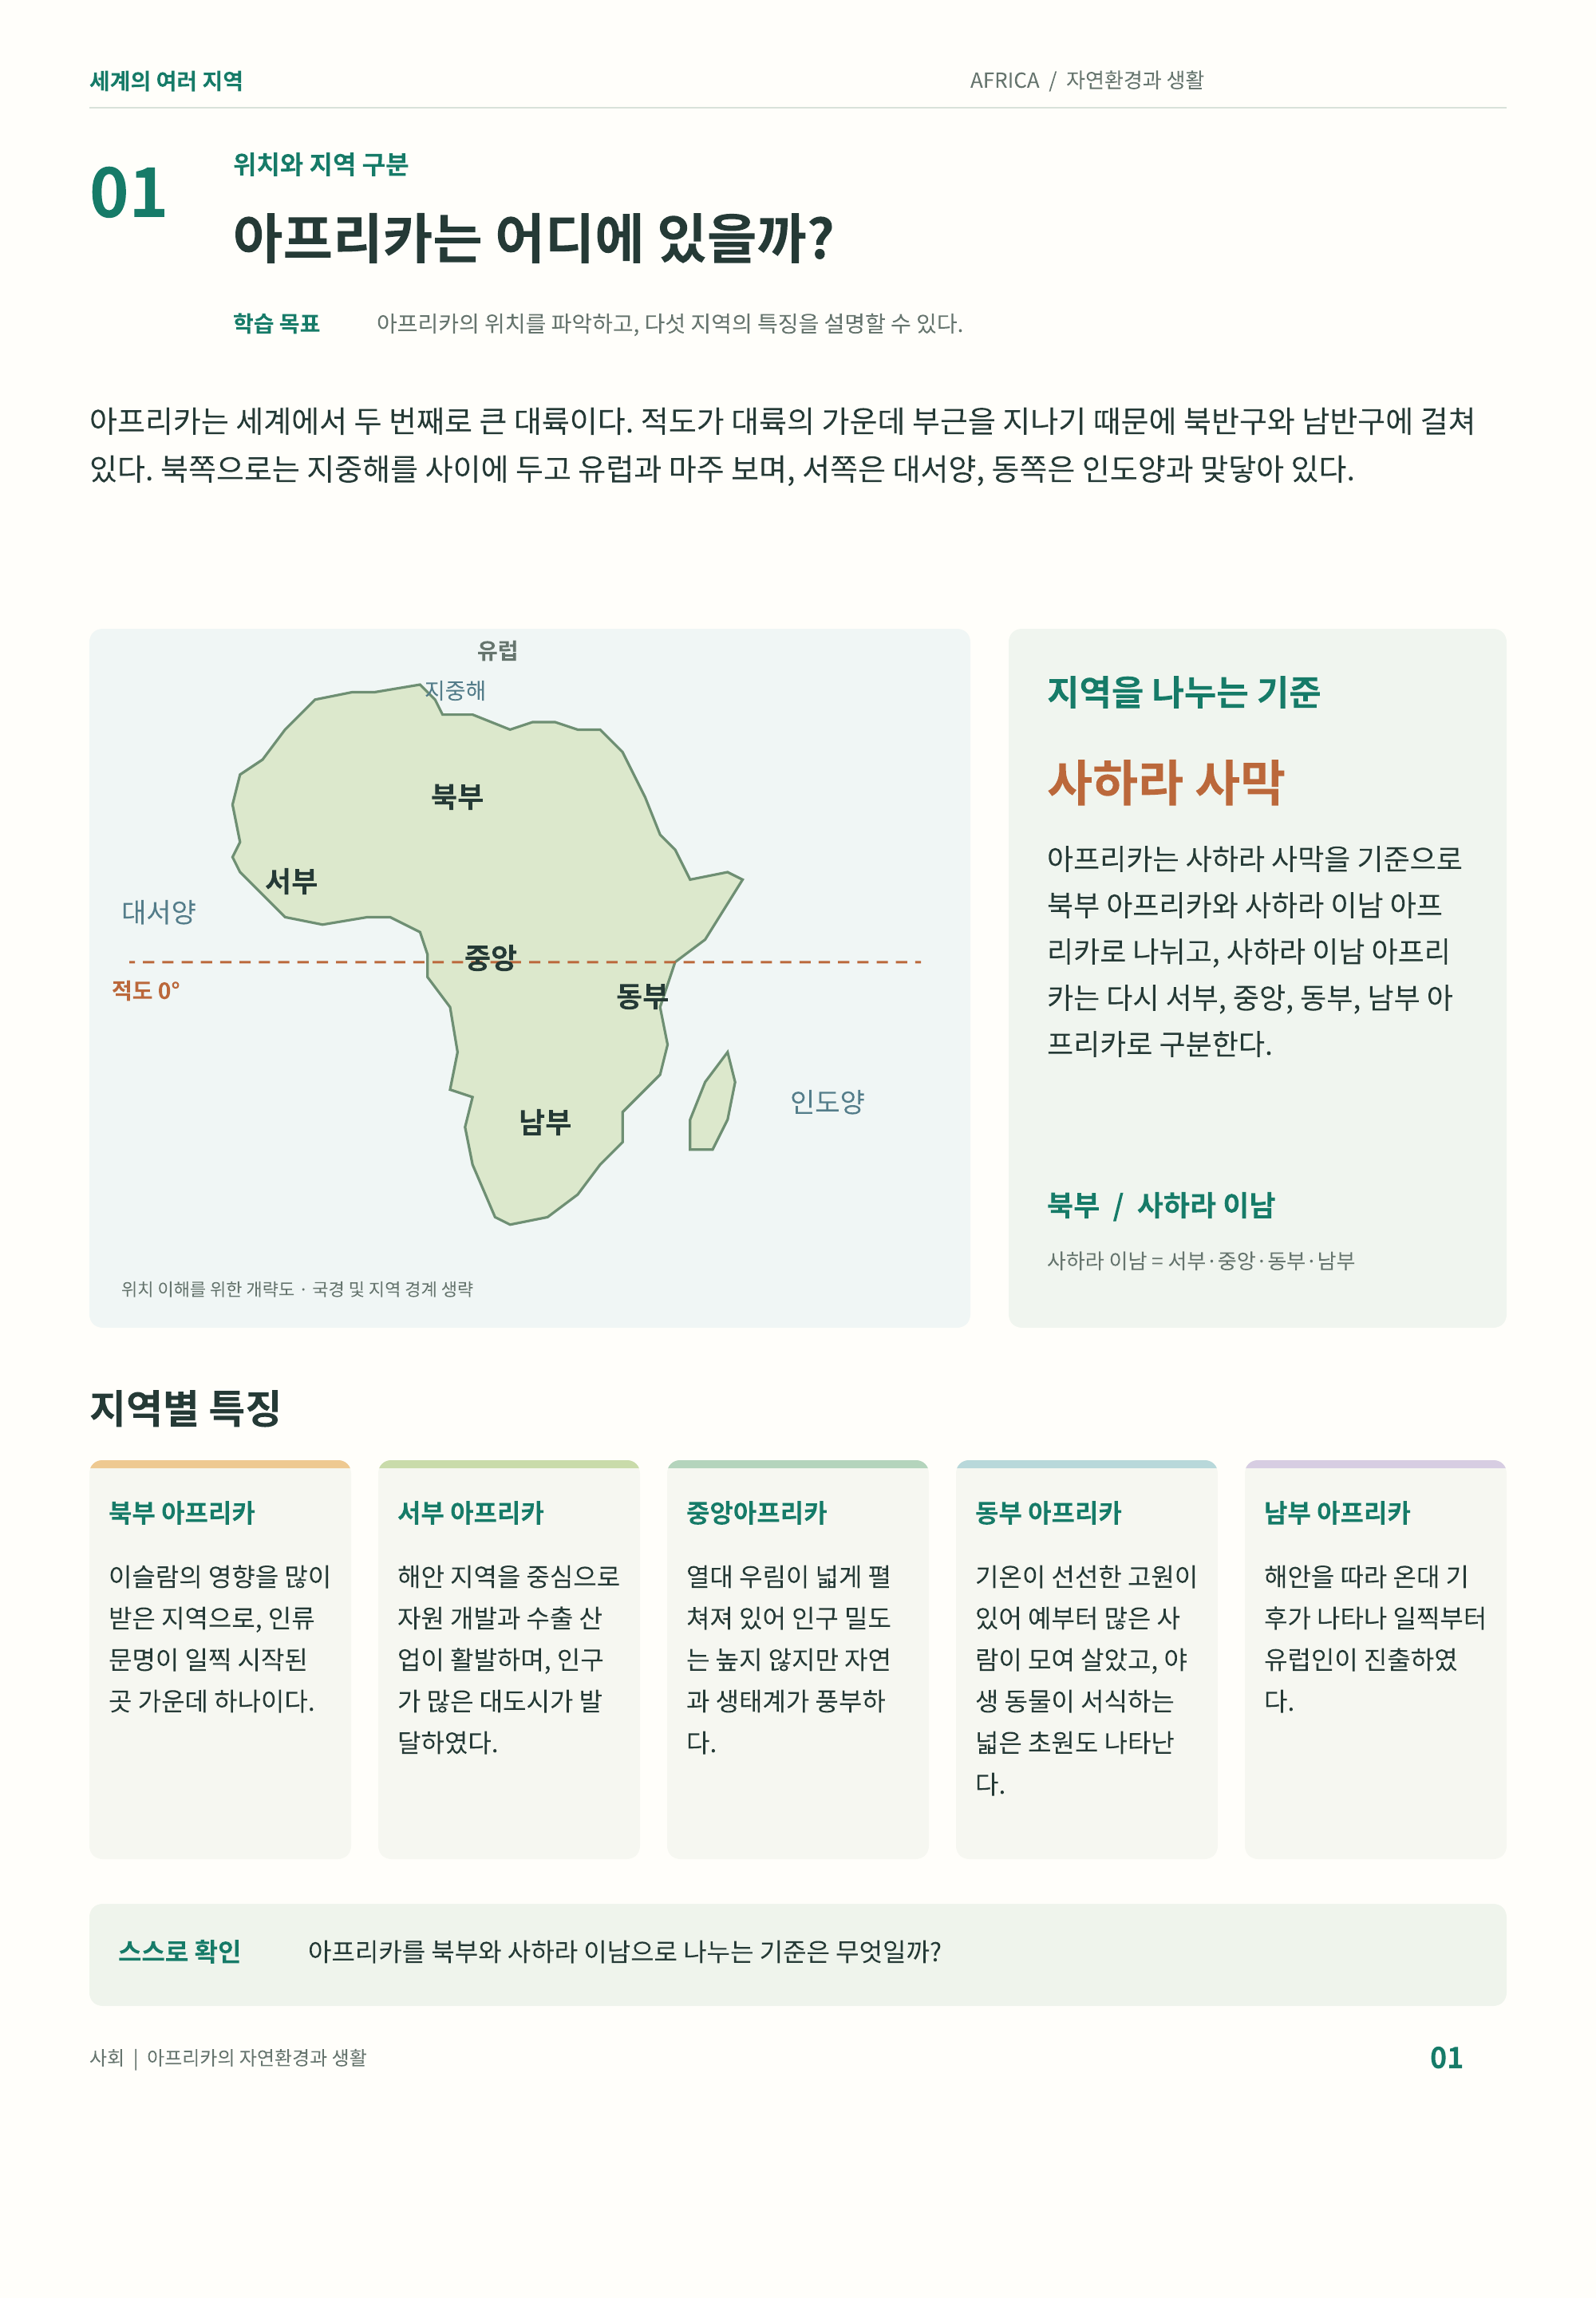 세계의 여러 지역
AFRICA / 자연환경과 생활
01
위치와 지역 구분
아프리카는 어디에 있을까?
학습 목표 아프리카의 위치를 파악하고, 다섯 지역의 특징을 설명할 수 있다.
아프리카는 세계에서 두 번째로 큰 대륙이다. 적도가 대륙의 가운데 부근을 지나기 때문에 북반구와 남반구에 걸쳐
있다. 북쪽으로는 지중해를 사이에 두고 유럽과 마주 보며, 서쪽은 대서양, 동쪽은 인도양과 맞닿아 있다.
유럽
지중해
북부
서부
대서양
중앙
적도 0°
동부
인도양
남부
위치 이해를 위한 개략도 · 국경 및 지역 경계 생략
지역을 나누는 기준
사하라 사막
아프리카는 사하라 사막을 기준으로
북부 아프리카와 사하라 이남 아프
리카로 나뉘고, 사하라 이남 아프리
카는 다시 서부, 중앙, 동부, 남부 아
프리카로 구분한다.
북부 / 사하라 이남
사하라 이남 = 서부·중앙·동부·남부
지역별 특징
북부 아프리카
이슬람의 영향을 많이
받은 지역으로, 인류
문명이 일찍 시작된
곳 가운데 하나이다.
서부 아프리카
해안 지역을 중심으로
자원 개발과 수출 산
업이 활발하며, 인구
가 많은 대도시가 발
달하였다.
중앙아프리카
열대 우림이 넓게 펼
쳐져 있어 인구 밀도
는 높지 않지만 자연
과 생태계가 풍부하
다.
동부 아프리카
기온이 선선한 고원이
있어 예부터 많은 사
람이 모여 살았고, 야
생 동물이 서식하는
넓은 초원도 나타난
다.
남부 아프리카
해안을 따라 온대 기
후가 나타나 일찍부터
유럽인이 진출하였
다.
스스로 확인 아프리카를 북부와 사하라 이남으로 나누는 기준은 무엇일까?
사회 | 아프리카의 자연환경과 생활
01